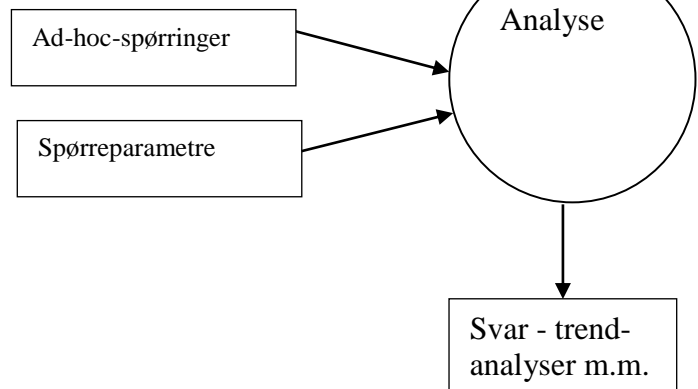 Analyse
Ad-hoc-spørringer
Spørreparametre
Svar - trend-
analyser m.m.